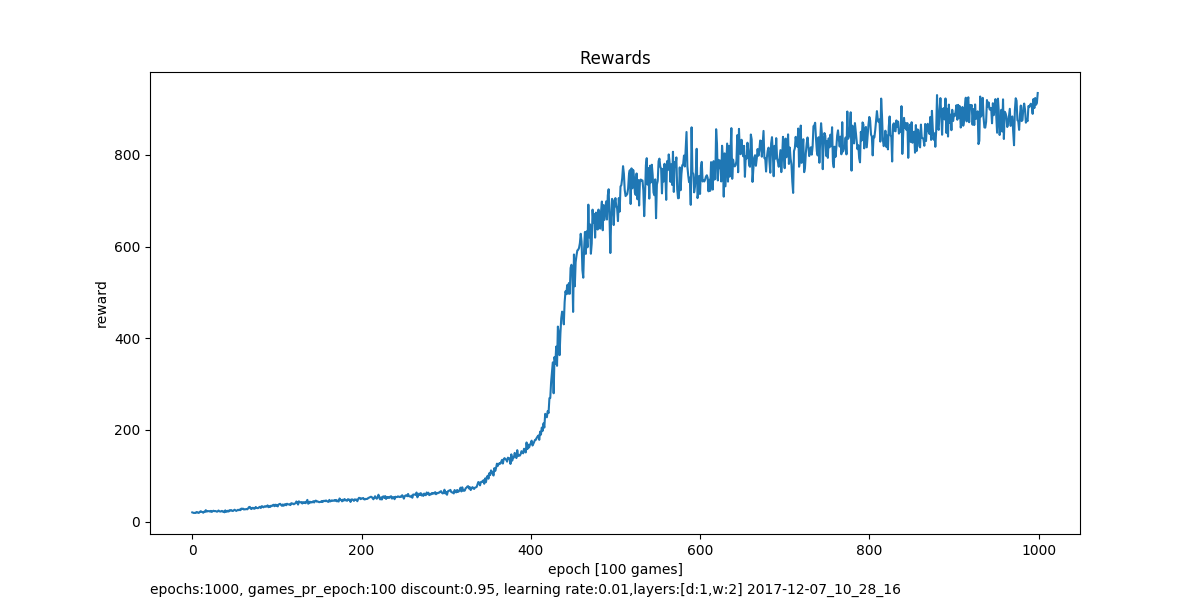 Rewards
800
600
400
200
0
reward
0 200 400 600 800 1000
epoch [100 games]
epochs:1000, games_pr_epoch:100 discount:0.95, learning rate:0.01,layers:[d:1,w:2] 2017-12-07_10_28_16